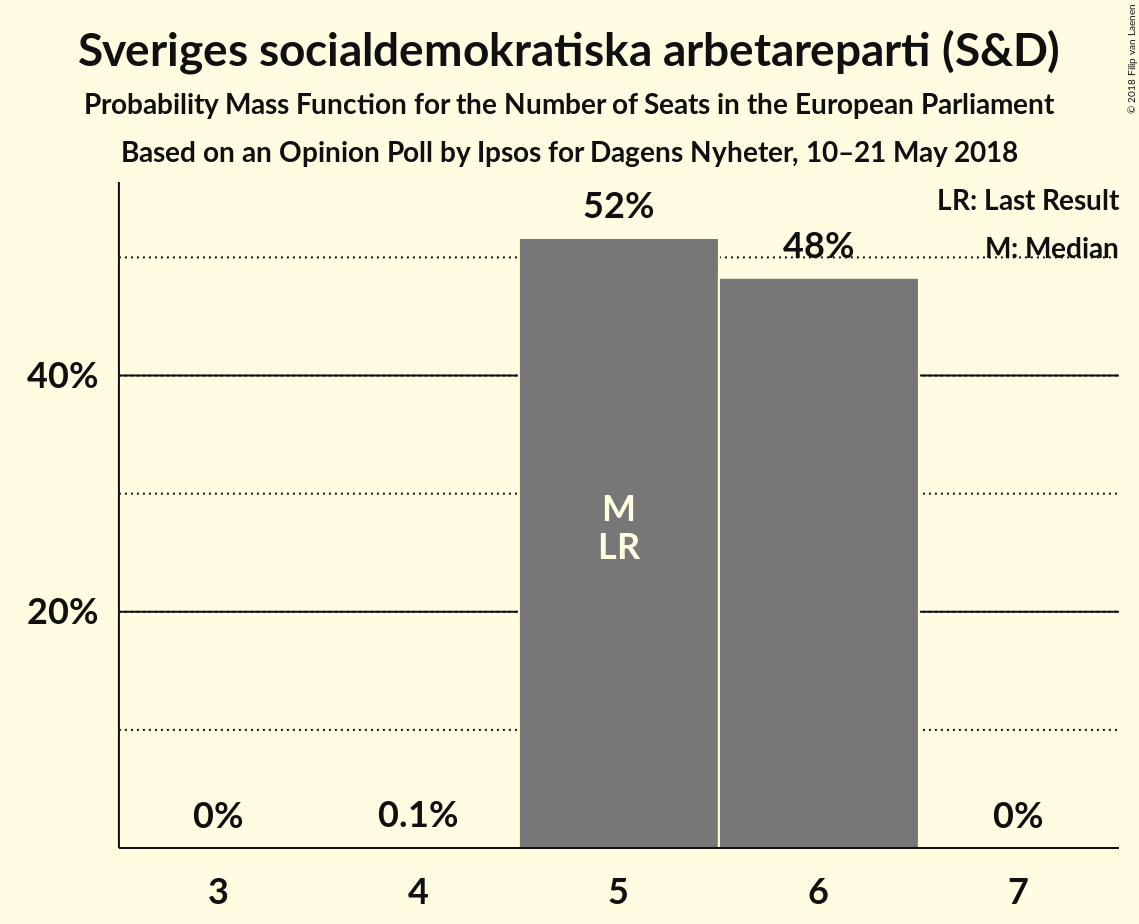 Sveriges socialdemokratiska arbetareparti (S&D)
Probability Mass Function for the Number of Seats in the European Parliament
Based on an Opinion Poll by Ipsos for Dagens Nyheter, 10–21 May 2018
© 2018 Filip van Laenen
LR: Last Result
M: Median
52%
48%
40%
M
LR
20%
0%
0.1%
0%
3
4
5
6
7